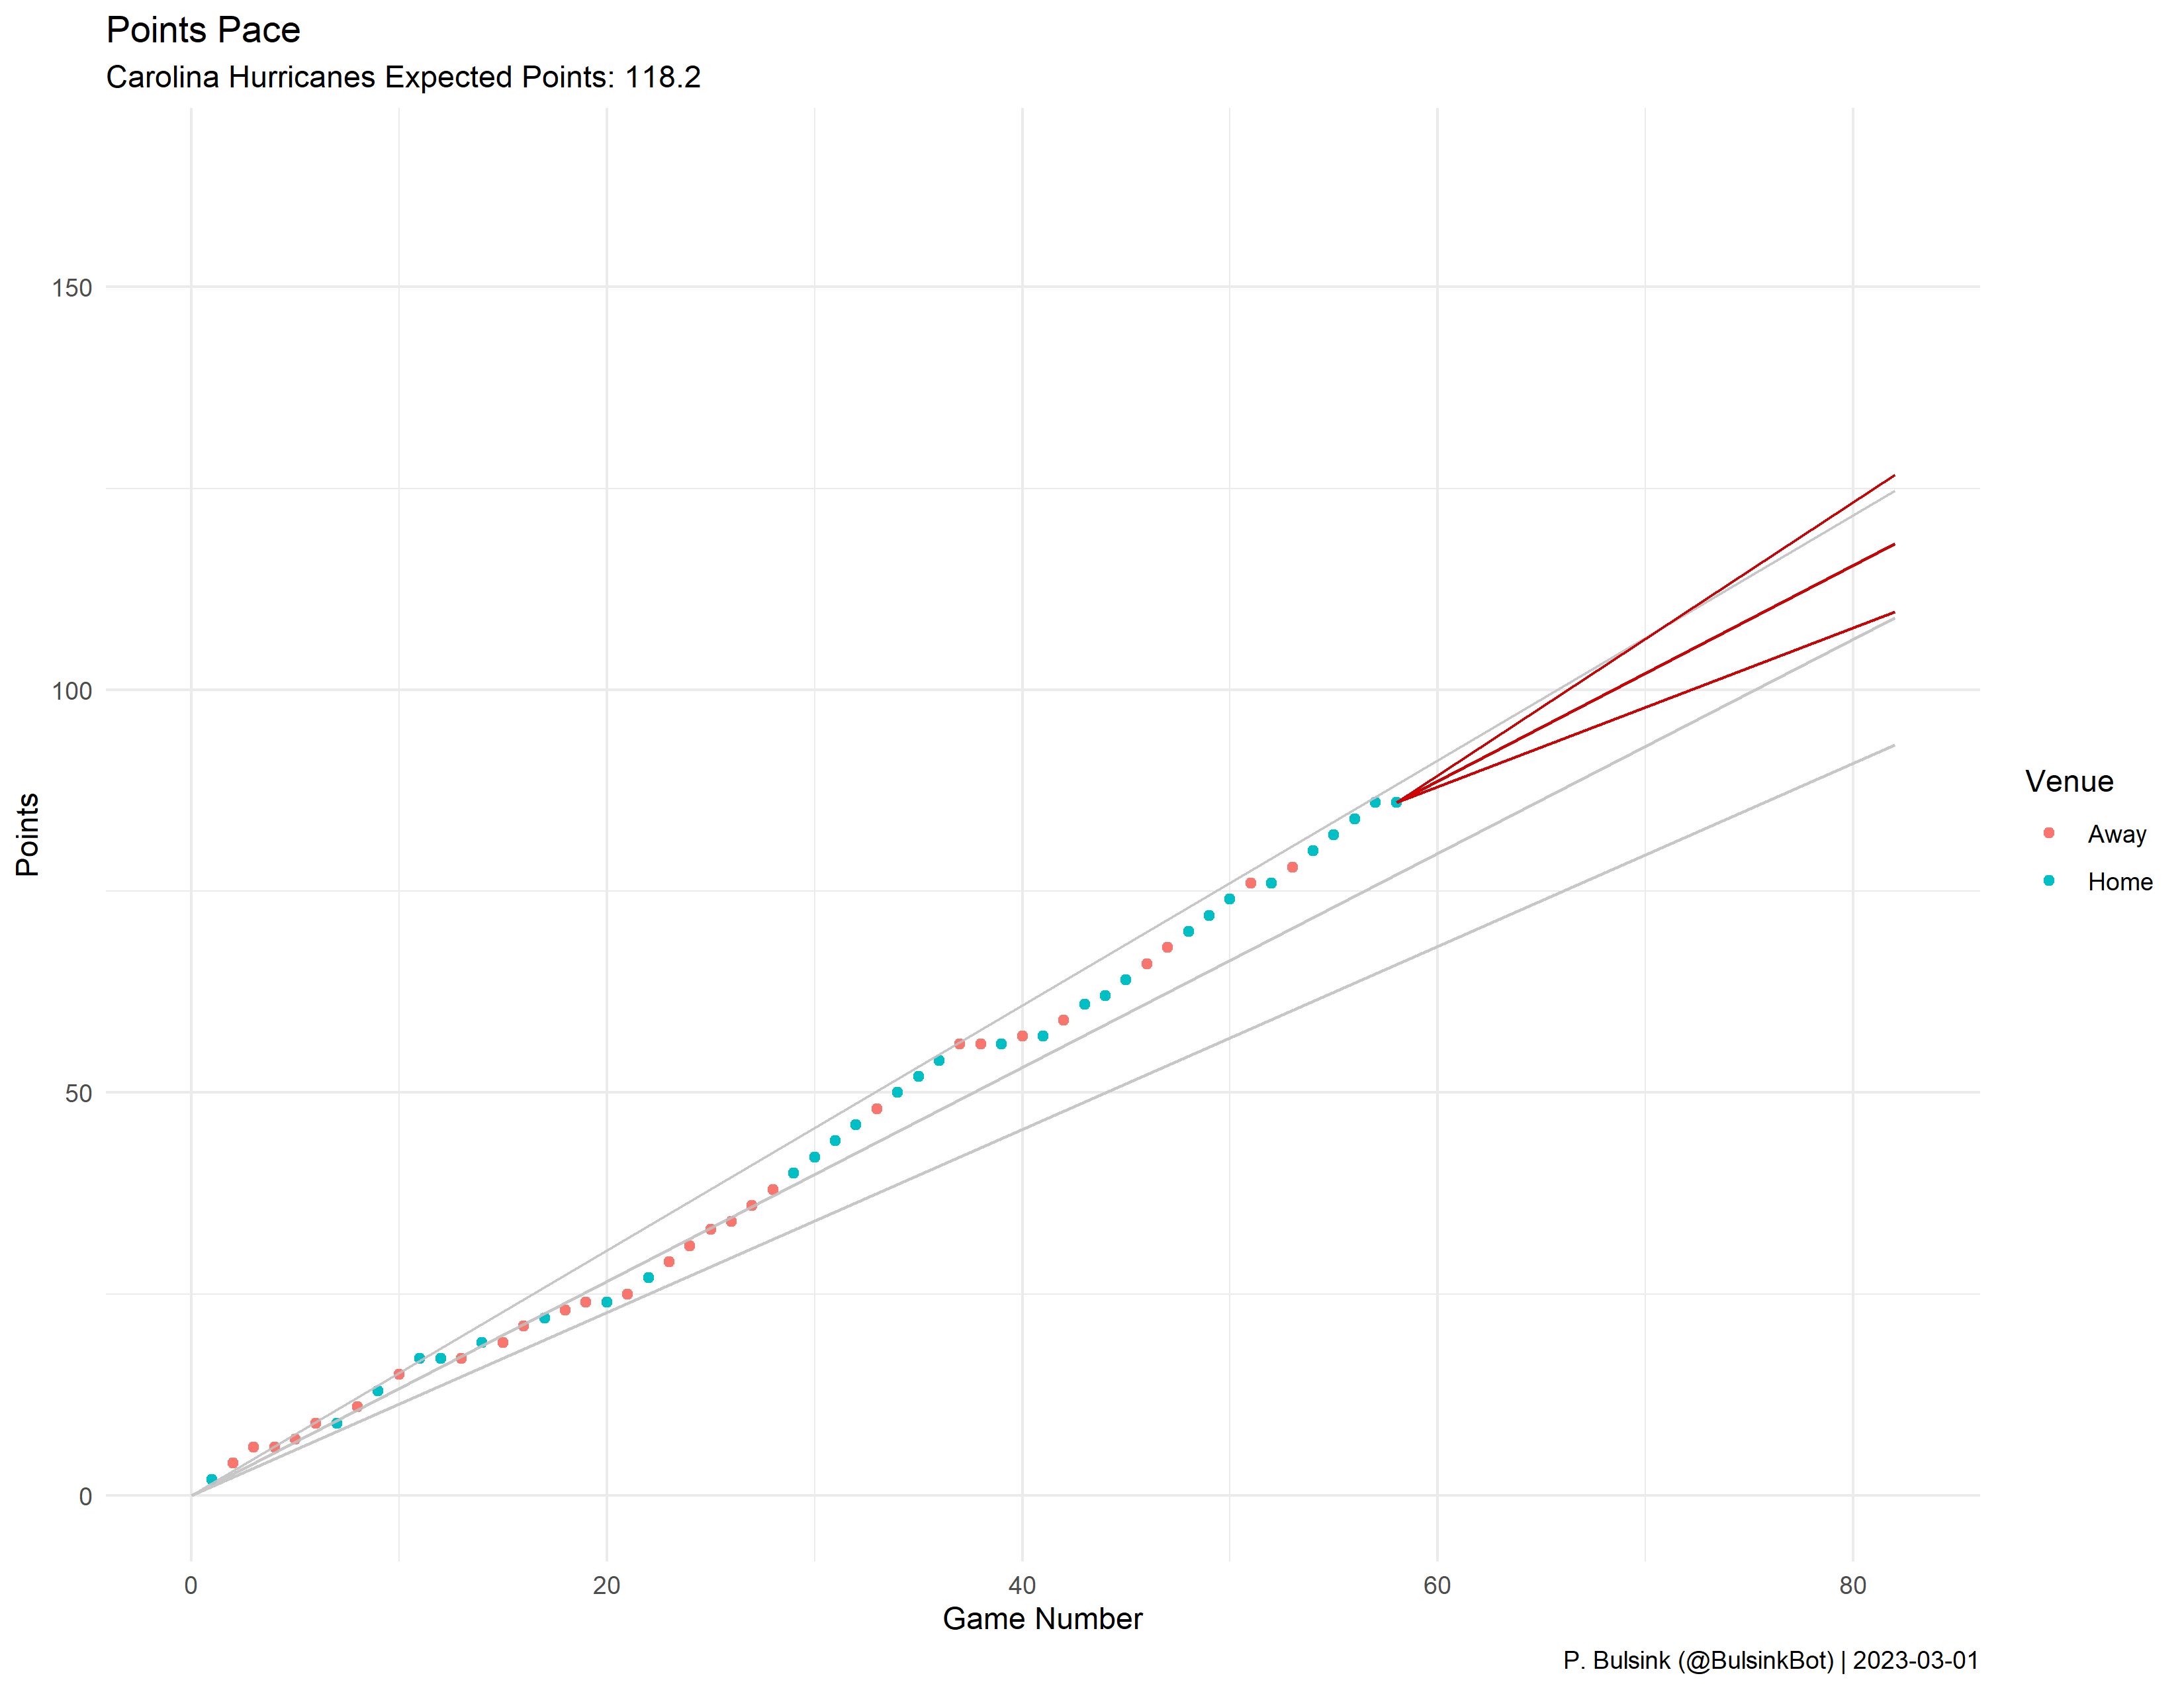 Points Pace
Carolina Hurricanes Expected Points: 118.2
150
100
50
0
Points
0 20 40 60 80
Game Number
Venue
Away
Home
P. Bulsink (@BulsinkBot) | 2023-03-01